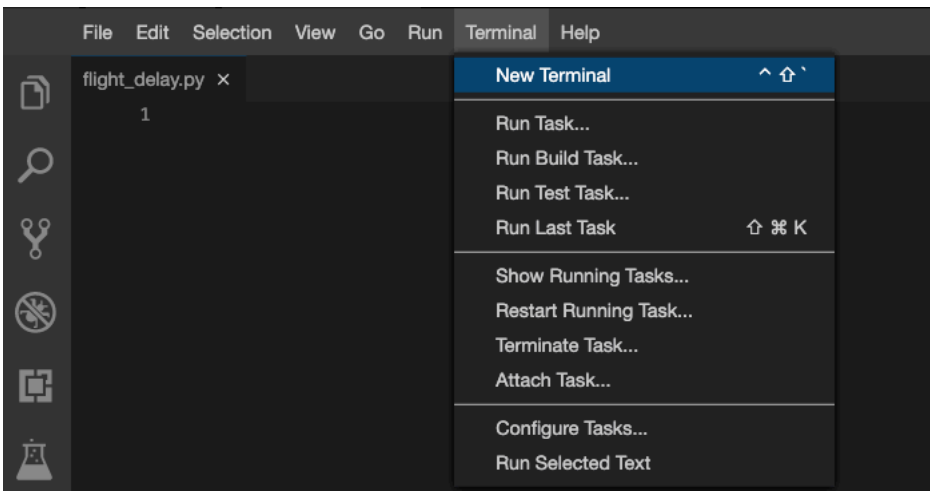 File Edit Selection View Go Run Terminal Help
flight_delay.py ×
1
New Terminal ^ ⇧ `
Run Task...
Run Build Task...
Run Test Task...
Run Last Task ⇧ ⌘ K
Show Running Tasks...
Restart Running Task...
Terminate Task...
Attach Task...
Configure Tasks...
Run Selected Text